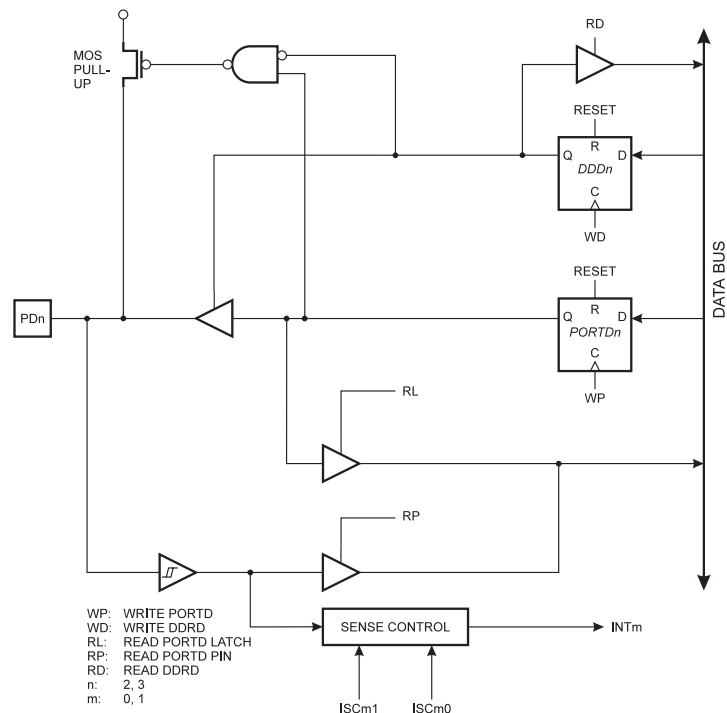 RD
MOS
PULL-
UP
RESET
R
Q
D
DDDn
C
WD
RESET
R
Q
D
PORTDn
C
WP
PDn
DATA BUS
RL
RP
WP: WRITE PORTD
WD: WRITE DDRD
RL: READ PORTD LATCH
RP: READ PORTD PIN
RD: READ DDRD
n: 2, 3
m: 0, 1
SENSE CONTROL
INTm
ISCm1
ISCm0